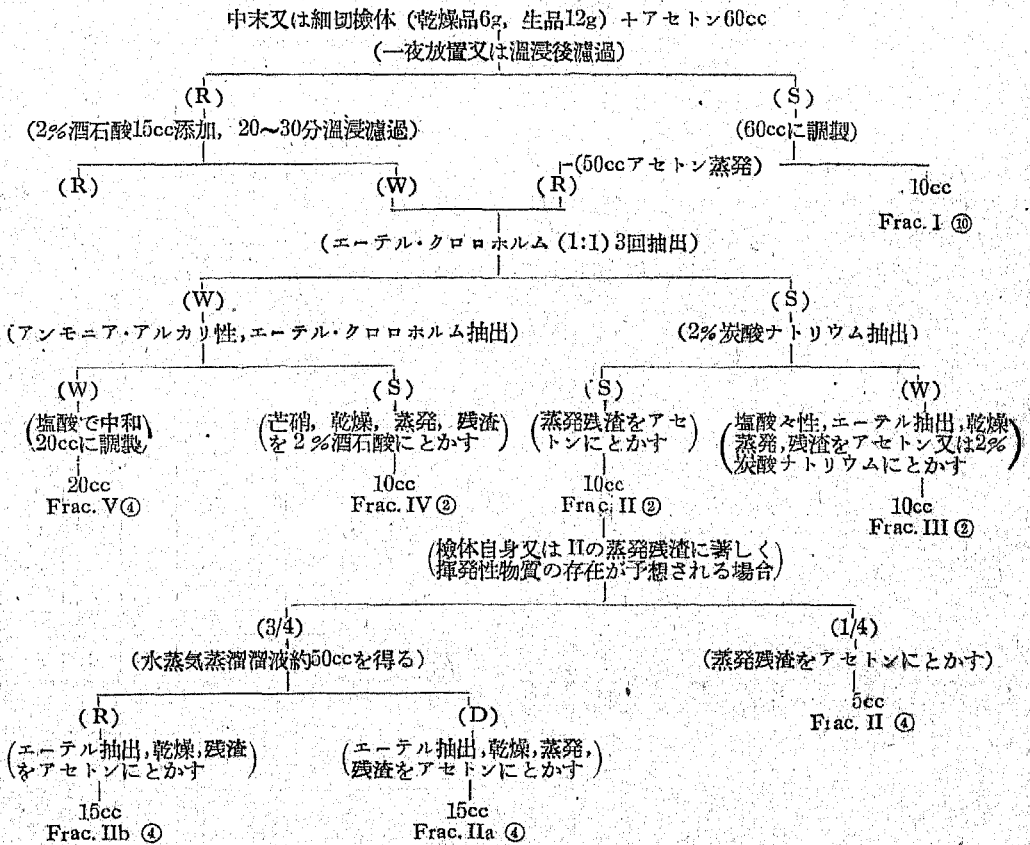 中末又は細切檢体 (乾燥品6g, 生品12g) +アセトン60cc
(一夜放置又は溫浸後濾過)
(R)
(S)
(2%酒石酸15cc添加, 20~30分溫浸濾過)
(60ccに調製)
(R)
(W)
(R)
(50ccアセトン蒸発)
10cc
Frac. I ⑩
(エーテル・クロロホルム (1:1) 3回抽出)
(W)
(S)
(アンモニア・アルカリ性,エーテル・クロロホルム抽出)
(2%炭酸ナトリウム抽出)
(W)
(S)
(S)
(W)
(塩酸で中和
20ccに調製)
(芒硝, 乾燥, 蒸発, 残渣
を2%酒石酸にとかす)
(蒸発残渣をアセ
トンにとかす)
(塩酸々性,エーテル抽出,乾燥
蒸発,残渣をアセトン又は2%
炭酸ナトリウムにとかす)
20cc
Frac. V④
10cc
Frac. IV②
10cc
Frac. II②
10cc
Frac. III②
(檢体自身又は IIの蒸発残渣に著しく
揮発性物質の存在が予想される場合)
(3/4)
(1/4)
(水蒸気蒸溜溜液約50ccを得る)
(蒸発残渣をアセトンにとかす)
(R)
(D)
5cc
Frac. II ④
(エーテル抽出,乾燥,残渣
をアセトンにとかす)
(エーテル抽出,乾燥,蒸発,
残渣をアセトンにとかす)
15cc
Frac. IIb ④
15cc
Frac. IIa ④